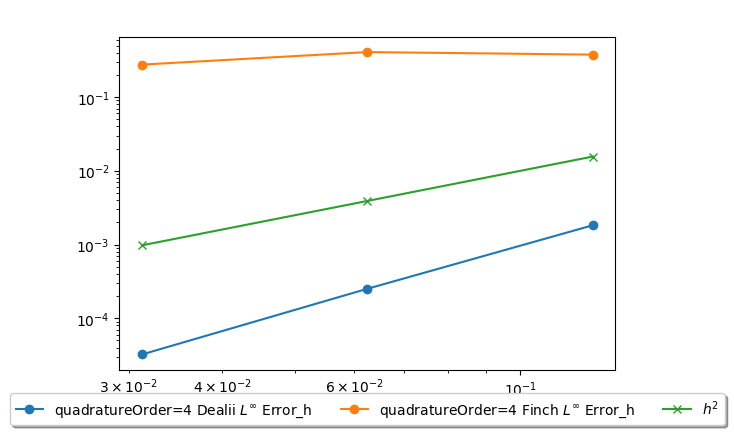 10⁻¹
10⁻²
10⁻³
10⁻⁴
3 × 10⁻² 4 × 10⁻² 6 × 10⁻² 10⁻¹
quadratureOrder=4 Dealii L^∞ Error_h quadratureOrder=4 Finch L^∞ Error_h h²